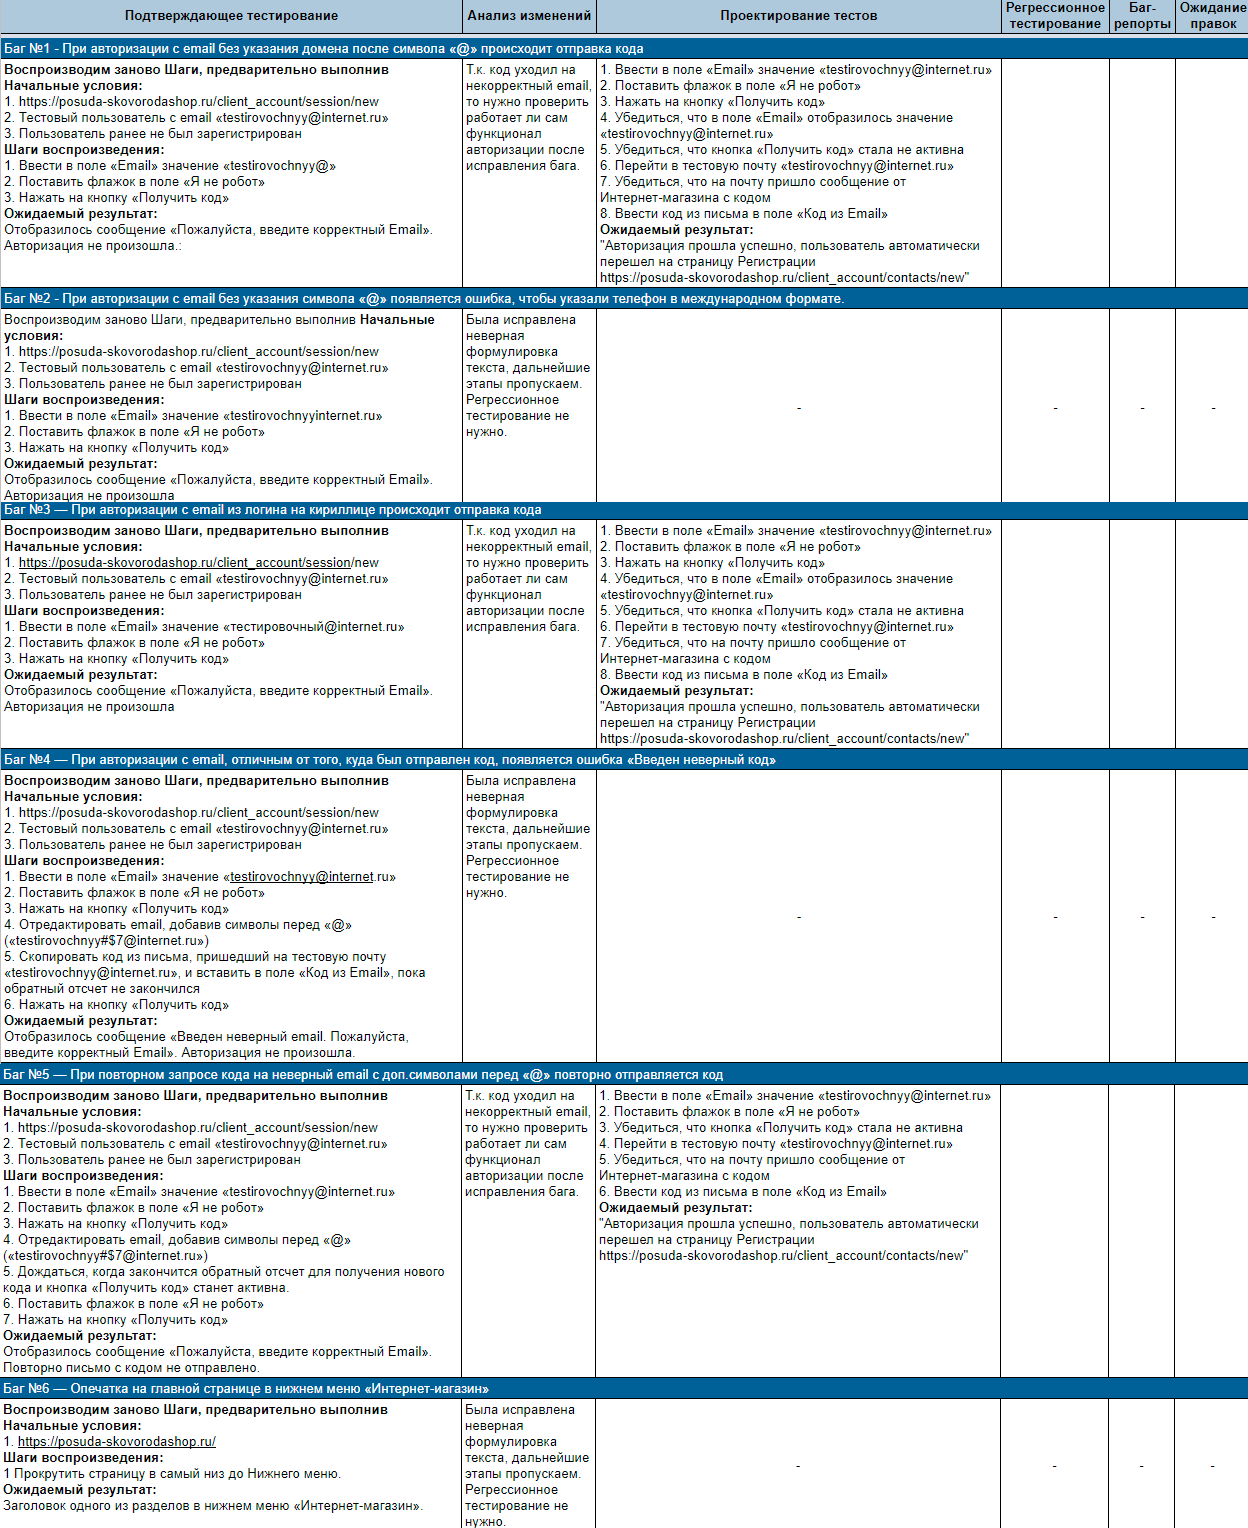 Подтверждающее тестирование
Анализ изменений
Проектирование тестов
Регрессионное
тестирование
Баг-
репорты
Ожидание
правок
Баг №1 - При авторизации с email без указания домена после символа «@» происходит отправка кода
Воспроизводим заново Шаги, предварительно выполнив
Начальные условия:
1. https://posuda-skovorodashop.ru/client_account/session/new
2. Тестовый пользователь с email «testirovochnyy@internet.ru»
3. Пользователь ранее не был зарегистрирован
Шаги воспроизведения:
1. Ввести в поле «Email» значение «testirovochnyy@»
2. Поставить флажок в поле «Я не робот»
3. Нажать на кнопку «Получить код»
Ожидаемый результат:
Отобразилось сообщение «Пожалуйста, введите корректный Email».
Авторизация не произошла.:
Т.к. код уходил на
некорректный email,
то нужно проверить
работает ли сам
функционал
авторизации после
исправления бага.
1. Ввести в поле «Email» значение «testirovochnyy@internet.ru»
2. Поставить флажок в поле «Я не робот»
3. Нажать на кнопку «Получить код»
4. Убедиться, что в поле «Email» отобразилось значение
«testirovochnyy@internet.ru»
5. Убедиться, что кнопка «Получить код» стала не активна
6. Перейти в тестовую почту «testirovochnyy@internet.ru»
7. Убедиться, что на почту пришло сообщение от
Интернет-магазина с кодом
8. Ввести код из письма в поле «Код из Email»
Ожидаемый результат:
"Авторизация прошла успешно, пользователь автоматически
перешел на страницу Регистрации
https://posuda-skovorodashop.ru/client_account/contacts/new"
Баг №2 - При авторизации с email без указания символа «@» появляется ошибка, чтобы указали телефон в международном формате.
Воспроизводим заново Шаги, предварительно выполнив Начальные
условия:
1. https://posuda-skovorodashop.ru/client_account/session/new
2. Тестовый пользователь с email «testirovochnyy@internet.ru»
3. Пользователь ранее не был зарегистрирован
Шаги воспроизведения:
1. Ввести в поле «Email» значение «testirovochnyyinternet.ru»
2. Поставить флажок в поле «Я не робот»
3. Нажать на кнопку «Получить код»
Ожидаемый результат:
Отобразилось сообщение «Пожалуйста, введите корректный Email».
Авторизация не произошла
Была исправлена
неверная
формулировка
текста, дальнейшие
этапы пропускаем.
Регрессионное
тестирование не
нужно.
-
-
-
-
Баг №3 — При авторизации с email из логина на кириллице происходит отправка кода
Воспроизводим заново Шаги, предварительно выполнив
Начальные условия:
1. https://posuda-skovorodashop.ru/client_account/session/new
2. Тестовый пользователь с email «testirovochnyy@internet.ru»
3. Пользователь ранее не был зарегистрирован
Шаги воспроизведения:
1. Ввести в поле «Email» значение «тестировочный@internet.ru»
2. Поставить флажок в поле «Я не робот»
3. Нажать на кнопку «Получить код»
Ожидаемый результат:
Отобразилось сообщение «Пожалуйста, введите корректный Email».
Авторизация не произошла
Т.к. код уходил на
некорректный email,
то нужно проверить
работает ли сам
функционал
авторизации после
исправления бага.
1. Ввести в поле «Email» значение «testirovochnyy@internet.ru»
2. Поставить флажок в поле «Я не робот»
3. Нажать на кнопку «Получить код»
4. Убедиться, что в поле «Email» отобразилось значение
«testirovochnyy@internet.ru»
5. Убедиться, что кнопка «Получить код» стала не активна
6. Перейти в тестовую почту «testirovochnyy@internet.ru»
7. Убедиться, что на почту пришло сообщение от
Интернет-магазина с кодом
8. Ввести код из письма в поле «Код из Email»
Ожидаемый результат:
"Авторизация прошла успешно, пользователь автоматически
перешел на страницу Регистрации
https://posuda-skovorodashop.ru/client_account/contacts/new"
Баг №4 — При авторизации с email, отличным от того, куда был отправлен код, появляется ошибка «Введен неверный код»
Воспроизводим заново Шаги, предварительно выполнив
Начальные условия:
1. https://posuda-skovorodashop.ru/client_account/session/new
2. Тестовый пользователь с email «testirovochnyy@internet.ru»
3. Пользователь ранее не был зарегистрирован
Шаги воспроизведения:
1. Ввести в поле «Email» значение «testirovochnyy@internet.ru»
2. Поставить флажок в поле «Я не робот»
3. Нажать на кнопку «Получить код»
4. Отредактировать email, добавив символы перед «@»
(«testirovochnyy#$7@internet.ru»)
5. Скопировать код из письма, пришедший на тестовую почту
«testirovochnyy@internet.ru», и вставить в поле «Код из Email», пока
обратный отсчет не закончился
6. Нажать на кнопку «Получить код»
Ожидаемый результат:
Отобразилось сообщение «Введен неверный email. Пожалуйста,
введите корректный Email». Авторизация не произошла.
Была исправлена
неверная
формулировка
текста, дальнейшие
этапы пропускаем.
Регрессионное
тестирование не
нужно.
-
-
-
-
Баг №5 — При повторном запросе кода на неверный email с доп.символами перед «@» повторно отправляется код
Воспроизводим заново Шаги, предварительно выполнив
Начальные условия:
1. https://posuda-skovorodashop.ru/client_account/session/new
2. Тестовый пользователь с email «testirovochnyy@internet.ru»
3. Пользователь ранее не был зарегистрирован
Шаги воспроизведения:
1. Ввести в поле «Email» значение «testirovochnyy@internet.ru»
2. Поставить флажок в поле «Я не робот»
3. Нажать на кнопку «Получить код»
4. Отредактировать email, добавив символы перед «@»
(«testirovochnyy#$7@internet.ru»)
5. Дождаться, когда закончится обратный отсчет для получения нового
кода и кнопка «Получить код» станет активна.
6. Поставить флажок в поле «Я не робот»
7. Нажать на кнопку «Получить код»
Ожидаемый результат:
Отобразилось сообщение «Пожалуйста, введите корректный Email».
Повторно письмо с кодом не отправлено.
Т.к. код уходил на
некорректный email,
то нужно проверить
работает ли сам
функционал
авторизации после
исправления бага.
1. Ввести в поле «Email» значение «testirovochnyy@internet.ru»
2. Поставить флажок в поле «Я не робот»
3. Убедиться, что кнопка «Получить код» стала не активна
4. Перейти в тестовую почту «testirovochnyy@internet.ru»
5. Убедиться, что на почту пришло сообщение от
Интернет-магазина с кодом
6. Ввести код из письма в поле «Код из Email»
Ожидаемый результат:
"Авторизация прошла успешно, пользователь автоматически
перешел на страницу Регистрации
https://posuda-skovorodashop.ru/client_account/contacts/new"
Баг №6 — Опечатка на главной странице в нижнем меню «Интернет-иагазин»
Воспроизводим заново Шаги, предварительно выполнив
Начальные условия:
1. https://posuda-skovorodashop.ru/
Шаги воспроизведения:
1 Прокрутить страницу в самый низ до Нижнего меню.
Ожидаемый результат:
Заголовок одного из разделов в нижнем меню «Интернет-магазин».
Была исправлена
неверная
формулировка
текста, дальнейшие
этапы пропускаем.
Регрессионное
тестирование не
нужно.
-
-
-
-